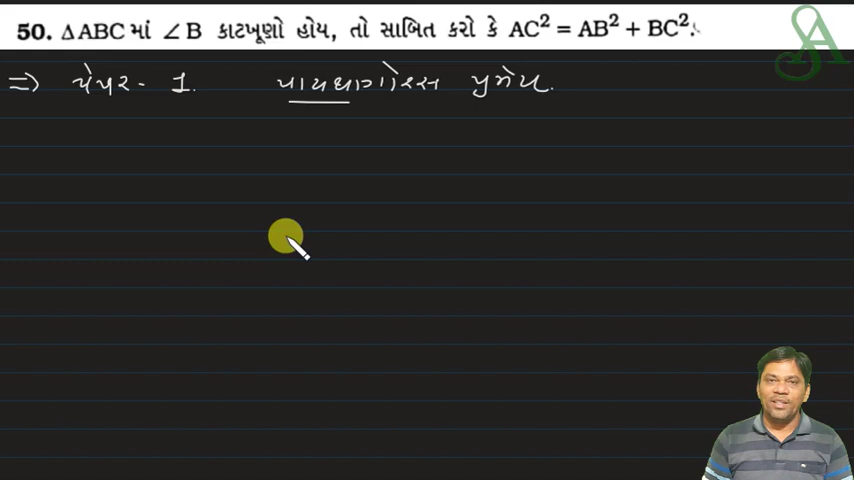 50. ΔABC માં ∠B કાટખૂણો હોય, તો સાબિત કરો કે AC² = AB² + BC².
⇒ પેપર - 1. પાયથાગોરસ પ્રમેય.